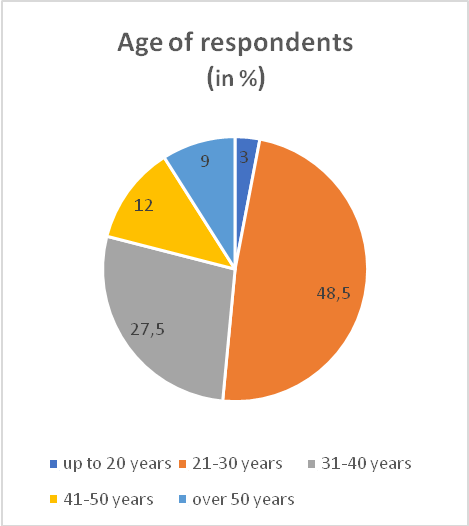 Age of respondents
(in %)
9
3
12
48,5
27,5
up to 20 years
21-30 years
31-40 years
41-50 years
over 50 years